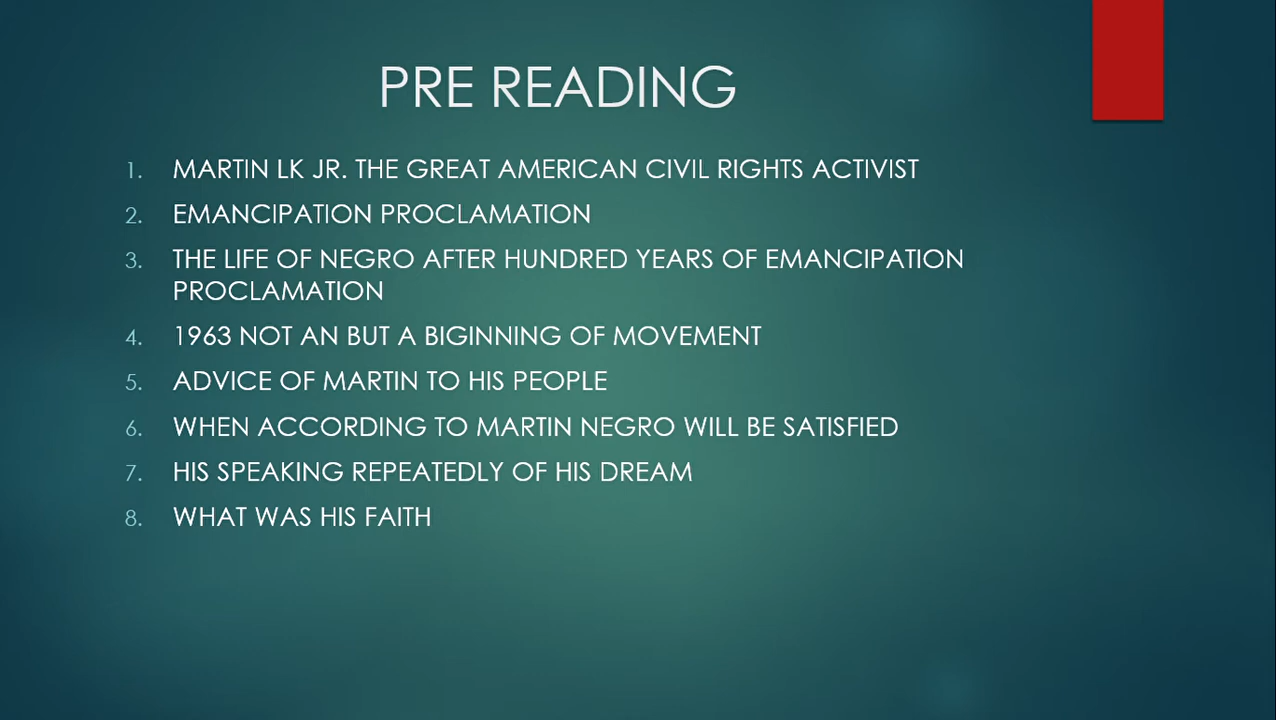 PRE READING
1. MARTIN LK JR. THE GREAT AMERICAN CIVIL RIGHTS ACTIVIST
2. EMANCIPATION PROCLAMATION
3. THE LIFE OF NEGRO AFTER HUNDRED YEARS OF EMANCIPATION
PROCLAMATION
4. 1963 NOT AN BUT A BIGINNING OF MOVEMENT
5. ADVICE OF MARTIN TO HIS PEOPLE
6. WHEN ACCORDING TO MARTIN NEGRO WILL BE SATISFIED
7. HIS SPEAKING REPEATEDLY OF HIS DREAM
8. WHAT WAS HIS FAITH